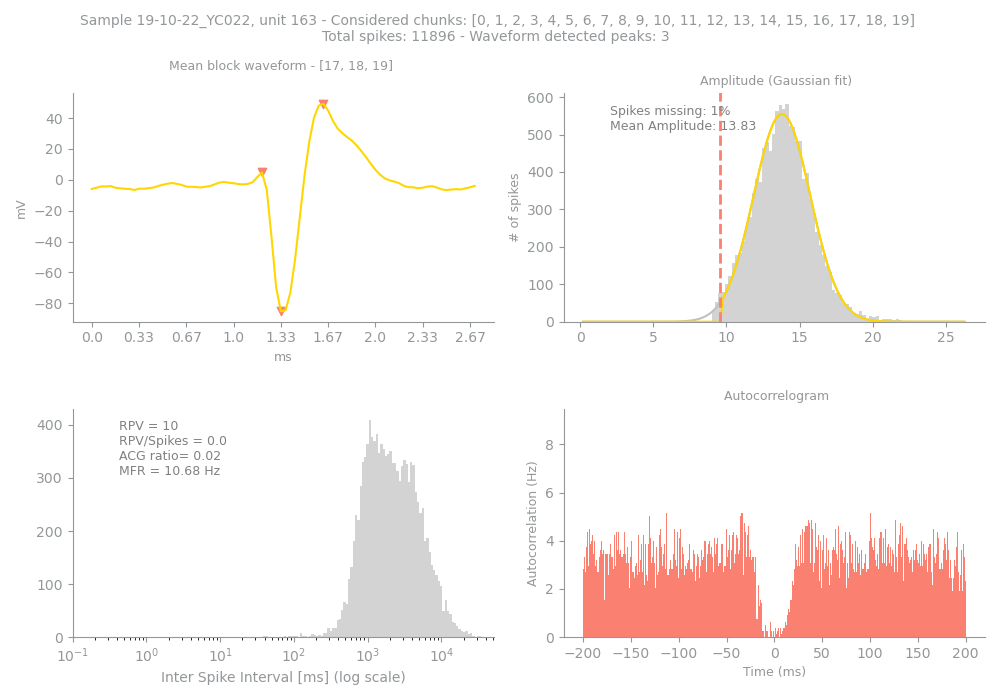 Sample 19-10-22_YC022, unit 163 - Considered chunks: [0, 1, 2, 3, 4, 5, 6, 7, 8, 9, 10, 11, 12, 13, 14, 15, 16, 17, 18, 19]
Total spikes: 11896 - Waveform detected peaks: 3
Mean block waveform - [17, 18, 19]
mV
40
20
0
−20
−40
−60
−80
0.0 0.33 0.67 1.0 1.33 1.67 2.0 2.33 2.67
ms
Amplitude (Gaussian fit)
Spikes missing: 1%
Mean Amplitude: 13.83
# of spikes
600
500
400
300
200
100
0
0 5 10 15 20 25
RPV = 10
RPV/Spikes = 0.0
ACG ratio= 0.02
MFR = 10.68 Hz
400
300
200
100
0
10⁻¹ 10⁰ 10¹ 10² 10³ 10⁴
Inter Spike Interval [ms] (log scale)
Autocorrelogram
Autocorrelation (Hz)
8
6
4
2
0
−200 −150 −100 −50 0 50 100 150 200
Time (ms)